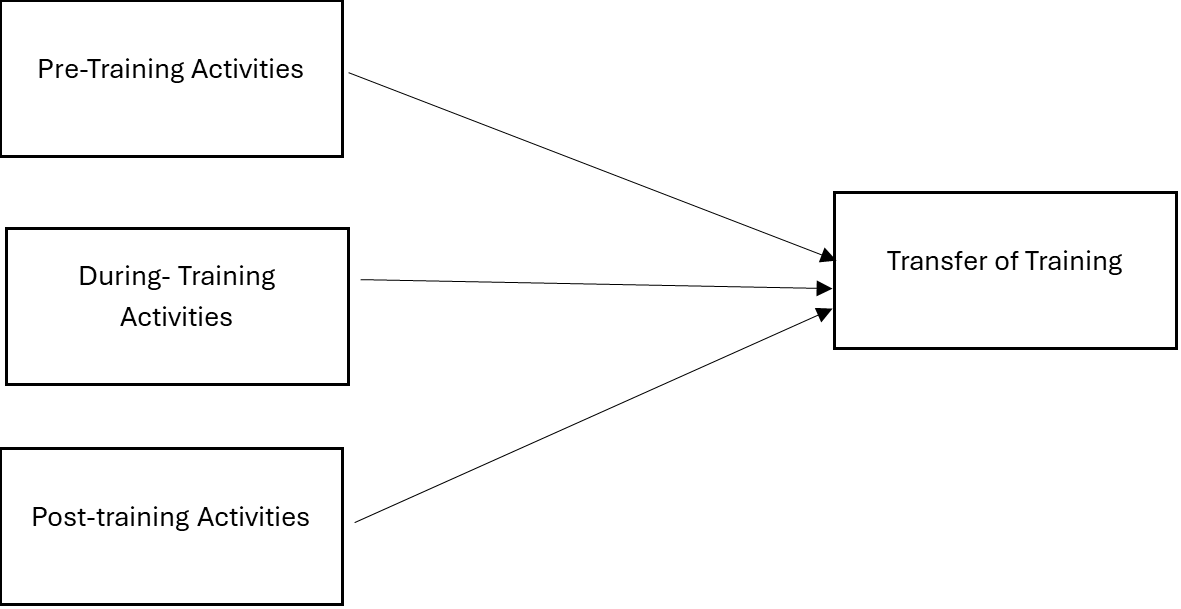 Pre-Training Activities
During- Training
Activities
Post-training Activities
Transfer of Training